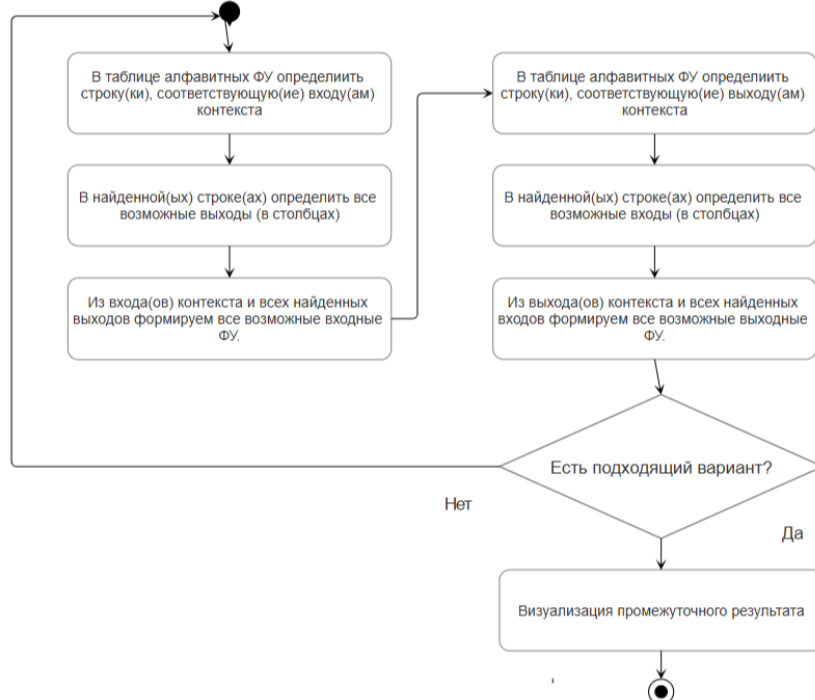 В таблице алфавитных ФУ определиить
строку(ки), соответствующую(ие) входу(ам)
контекста
В найденной(ых) строке(ах) определить все
возможные выходы (в столбцах)
Из входа(ов) контекста и всех найденных
выходов формируем все возможные входные
ФУ.
В таблице алфавитных ФУ определиить
строку(ки), соответствующую(ие) выходу(ам)
контекста
В найденной(ых) строке(ах) определить все
возможные входы (в столбцах)
Из выхода(ов) контекста и всех найденных
входов формируем все возможные выходные
ФУ.
Есть подходящий вариант?
Нет
Да
Визуализация промежуточного результата